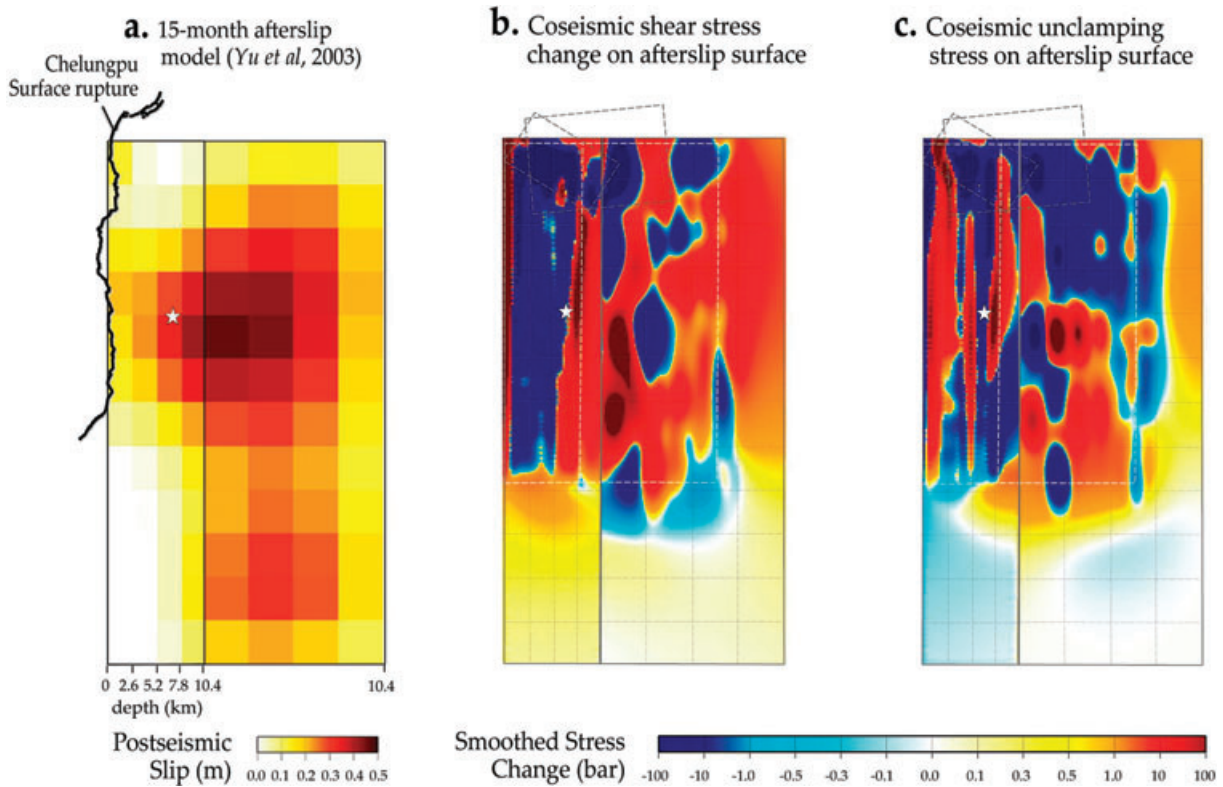 a. 15-month afterslip
model (Yu et al, 2003)
Chelungpu
Surface rupture
0 2.6 5.2 7.8 10.4 10.4
depth (km)
Postseismic
Slip (m)
0.0 0.1 0.2 0.3 0.4 0.5
b. Coseismic shear stress
change on afterslip surface
c. Coseismic unclamping
stress on afterslip surface
Smoothed Stress
Change (bar)
-100 -10 -1.0 -0.5 -0.3 -0.1 0.0 0.1 0.3 0.5 1.0 10 100